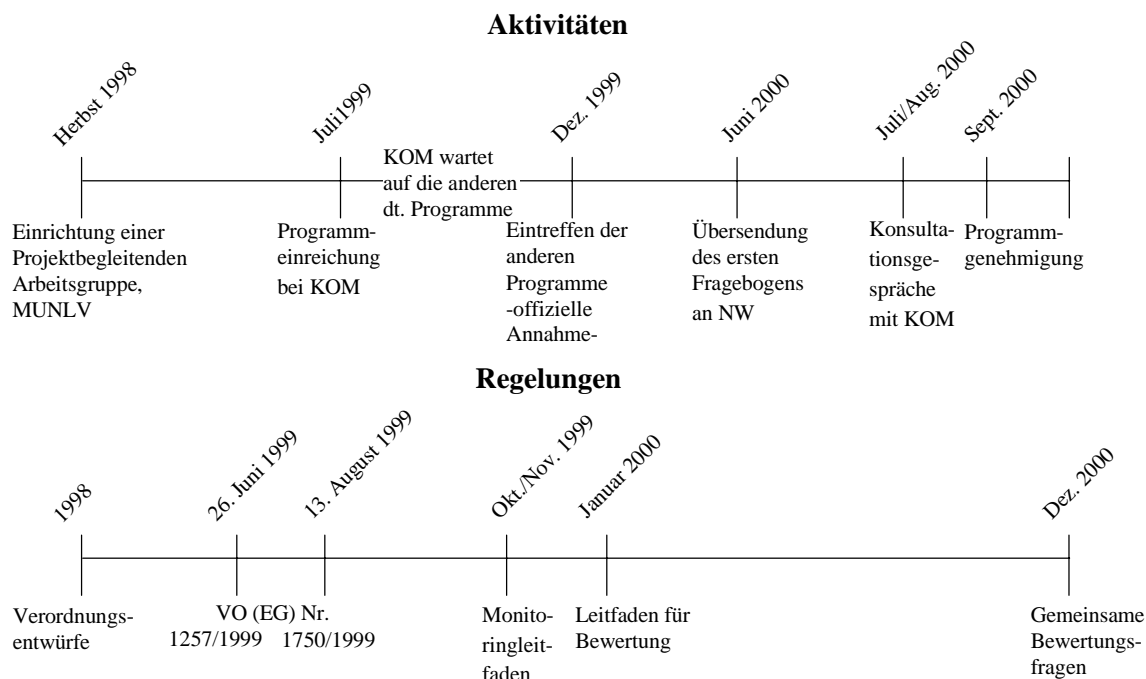 Aktivitäten
Herbst 1998
Juli1999
Dez. 1999
Juni 2000
Juli/Aug. 2000
Sept. 2000
KOM wartet
auf die anderen
dt. Programme
Einrichtung einer
Projektbegleitenden
Arbeitsgruppe,
MUNLV
Programm-
einreichung
bei KOM
Eintreffen der
anderen
Programme
-offizielle
Annahme-
Übersendung
des ersten
Fragebogens
an NW
Konsulta-
tionsge-
spräche
mit KOM
Programm-
genehmigung
Regelungen
1998
26. Juni 1999
13. August 1999
Okt./Nov. 1999
Januar 2000
Dez. 2000
Verordnungs-
entwürfe
VO (EG) Nr.
1257/1999 1750/1999
Monito-
ringleit-
faden
Leitfaden für
Bewertung
Gemeinsame
Bewertungs-
fragen